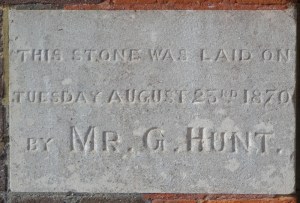 THIS STONE WAS LAID ON
TUESDAY AUGUST 23RD 1870
BY MR. G. HUNT.